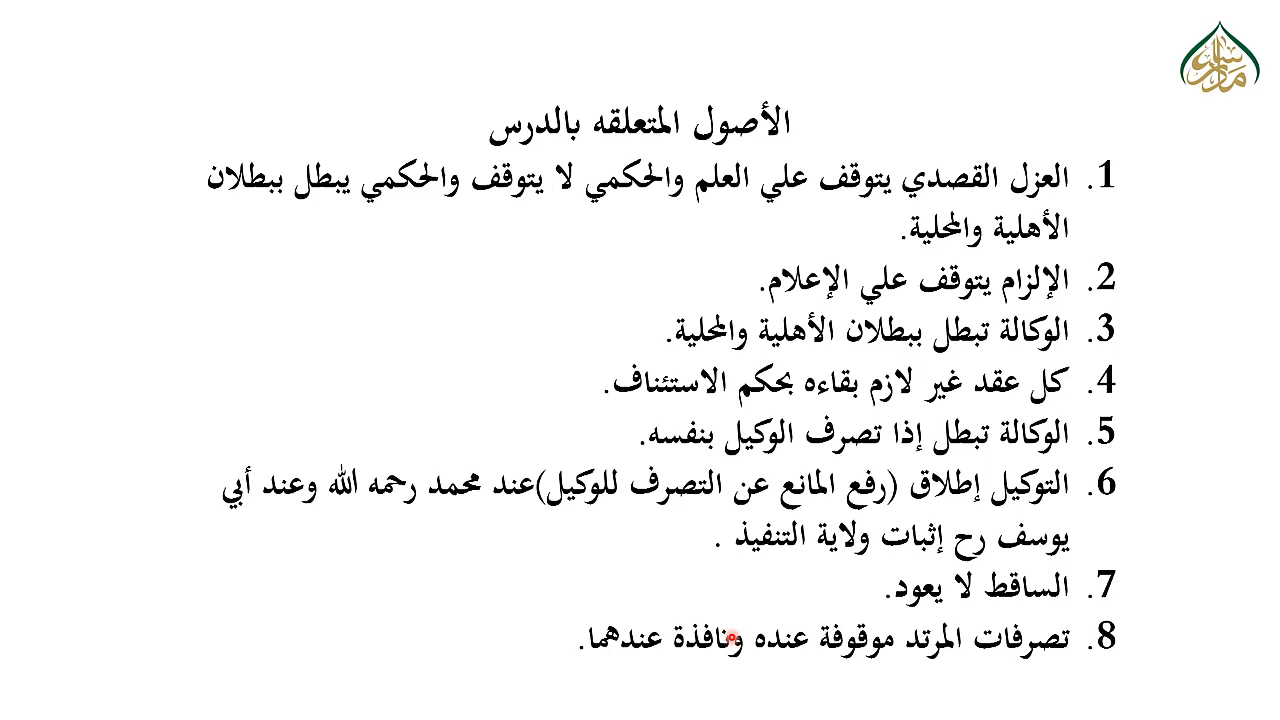 الأصول المتعلقه بالدرس
1. العزل القصدي يتوقف علي العلم والحكمي لا يتوقف والحكمي يبطل ببطلان
الأهلية والمحلية.
2. الإلزام يتوقف علي الإعلام.
3. الوكالة تبطل ببطلان الأهلية والمحلية.
4. كل عقد غير لازم بقاءه بحكم الاستئناف.
5. الوكالة تبطل إذا تصرف الوكيل بنفسه.
6. التوكيل إطلاق (رفع المانع عن التصرف للوكيل)عند محمد رحمه الله وعند أبي
يوسف رح إثبات ولاية التنفيذ .
7. الساقط لا يعود.
8. تصرفات المرتد موقوفة عنده ونافذة عندهما.